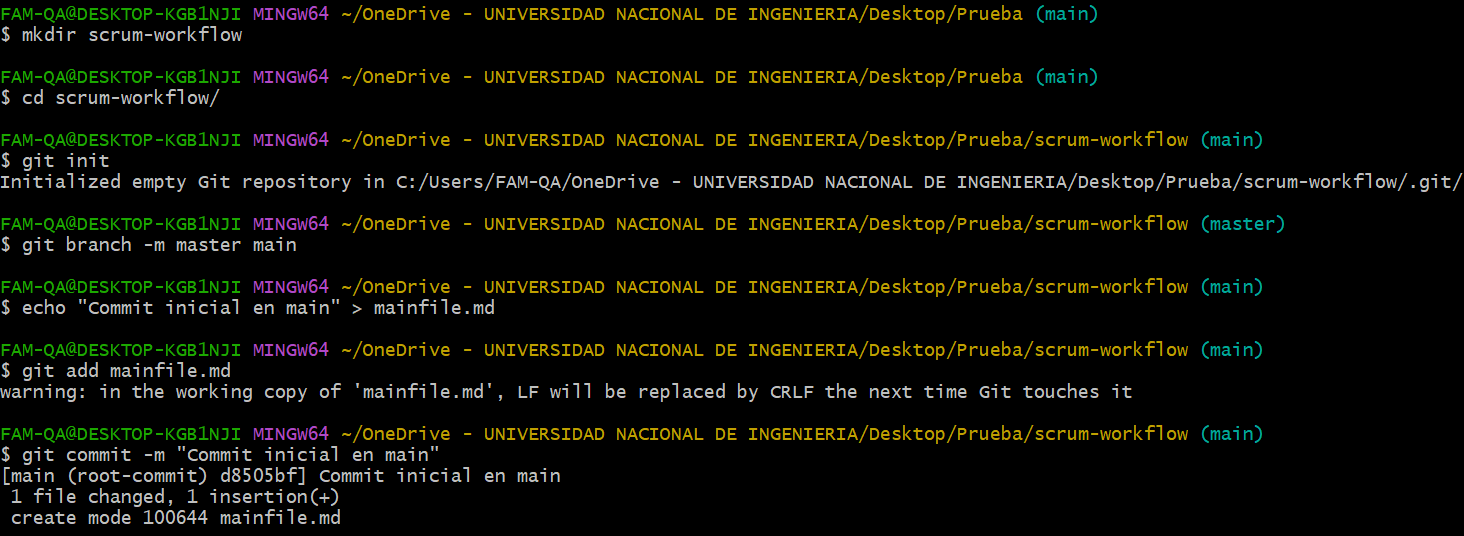 FAM-QA@DESKTOP-KGB1NJI MINGW64 ~/OneDrive - UNIVERSIDAD NACIONAL DE INGENIERIA/Desktop/Prueba (main)
$ mkdir scrum-workflow
FAM-QA@DESKTOP-KGB1NJI MINGW64 ~/OneDrive - UNIVERSIDAD NACIONAL DE INGENIERIA/Desktop/Prueba (main)
$ cd scrum-workflow/
FAM-QA@DESKTOP-KGB1NJI MINGW64 ~/OneDrive - UNIVERSIDAD NACIONAL DE INGENIERIA/Desktop/Prueba/scrum-workflow (main)
$ git init
Initialized empty Git repository in C:/Users/FAM-QA/OneDrive - UNIVERSIDAD NACIONAL DE INGENIERIA/Desktop/Prueba/scrum-workflow/.git/
FAM-QA@DESKTOP-KGB1NJI MINGW64 ~/OneDrive - UNIVERSIDAD NACIONAL DE INGENIERIA/Desktop/Prueba/scrum-workflow (master)
$ git branch -m master main
FAM-QA@DESKTOP-KGB1NJI MINGW64 ~/OneDrive - UNIVERSIDAD NACIONAL DE INGENIERIA/Desktop/Prueba/scrum-workflow (main)
$ echo "Commit inicial en main" > mainfile.md
FAM-QA@DESKTOP-KGB1NJI MINGW64 ~/OneDrive - UNIVERSIDAD NACIONAL DE INGENIERIA/Desktop/Prueba/scrum-workflow (main)
$ git add mainfile.md
warning: in the working copy of 'mainfile.md', LF will be replaced by CRLF the next time Git touches it
FAM-QA@DESKTOP-KGB1NJI MINGW64 ~/OneDrive - UNIVERSIDAD NACIONAL DE INGENIERIA/Desktop/Prueba/scrum-workflow (main)
$ git commit -m "Commit inicial en main"
[main (root-commit) d8505bf] Commit inicial en main
1 file changed, 1 insertion(+)
create mode 100644 mainfile.md